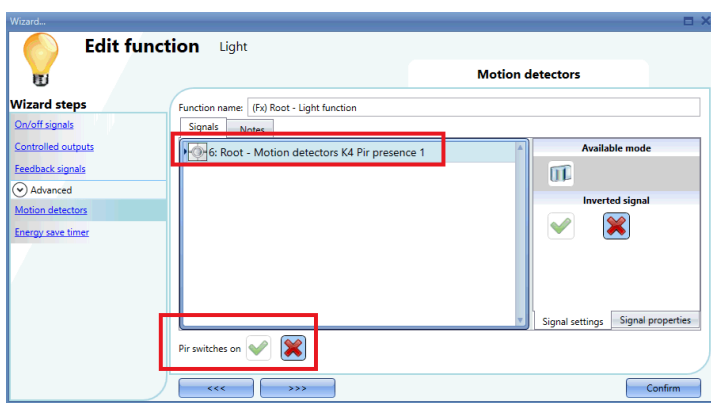 Wizard...
Edit function Light
Motion detectors
Wizard steps
On/off signals
Controlled outputs
Feedback signals
Advanced
Motion detectors
Energy save timer
Function name: (Fx) Root - Light function
Signals Notes
6: Root - Motion detectors K4 Pir presence 1
Available mode
Inverted signal
Signal settings Signal properties
Pir switches on
<<< >>> Confirm